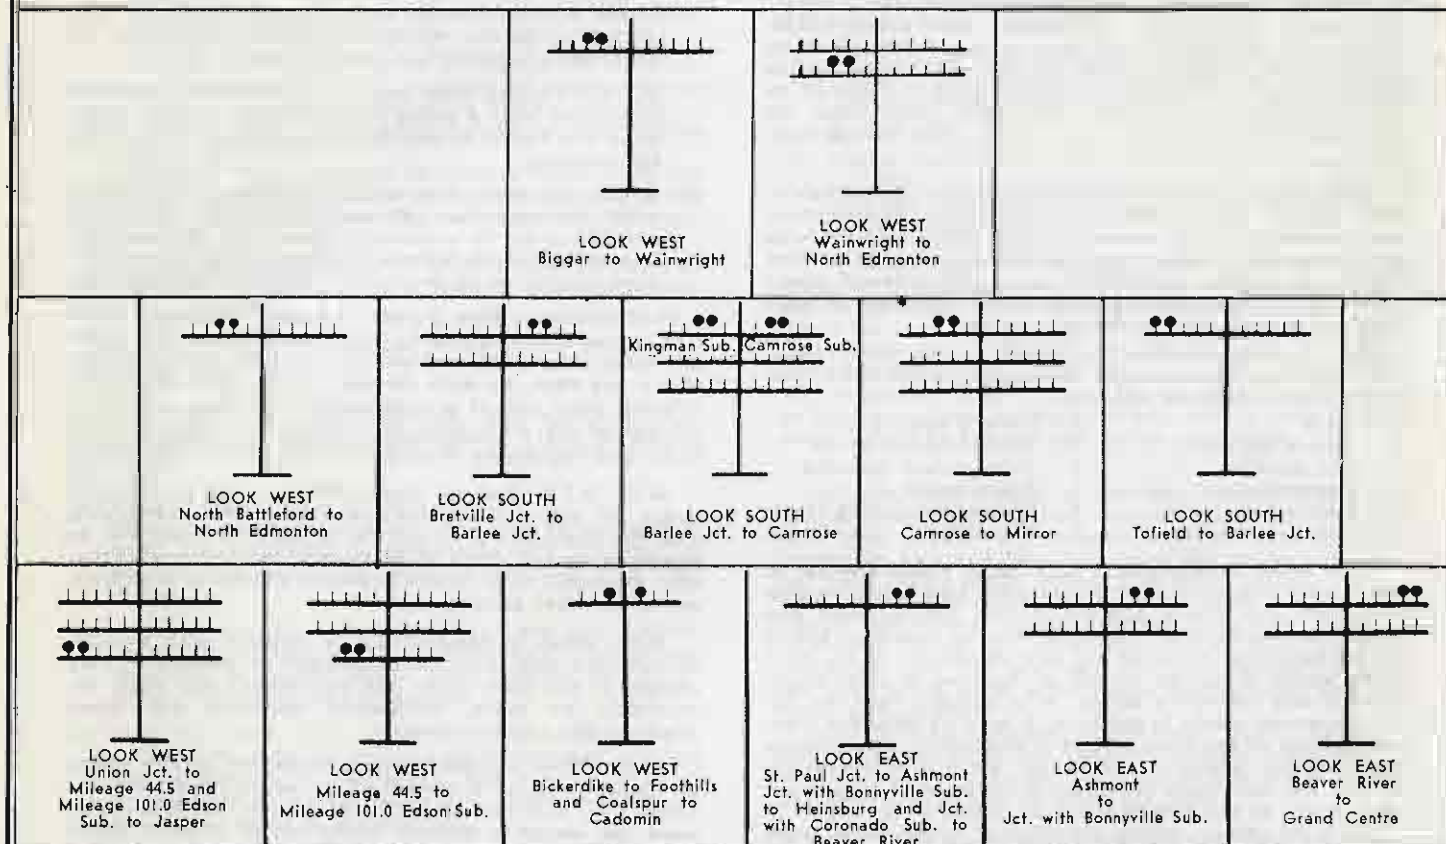 LOOK WEST
Biggar to Wainwright
LOOK WEST
Wainwright to
North Edmonton
LOOK WEST
North Battleford to
North Edmonton
LOOK SOUTH
Bretville Jct. to
Barlee Jct.
Kingman Sub. Camrose Sub.
LOOK SOUTH
Barlee Jct. to Camrose
LOOK SOUTH
Camrose to Mirror
LOOK SOUTH
Tofield to Barlee Jct.
LOOK WEST
Union Jct. to
Mileage 44.5 and
Mileage 101.0 Edson
Sub. to Jasper
LOOK WEST
Mileage 44.5 to
Mileage 101.0 Edson Sub.
LOOK WEST
Bickerdike to Foothills
and Coalspur to
Cadomin
LOOK EAST
St. Paul Jct. to Ashmont
Jct. with Bonnyville Sub.
to Heinsburg and Jct.
with Coronado Sub. to
Beaver River
LOOK EAST
Ashmont
to
Jct. with Bonnyville Sub.
LOOK EAST
Beaver River
to
Grand Centre